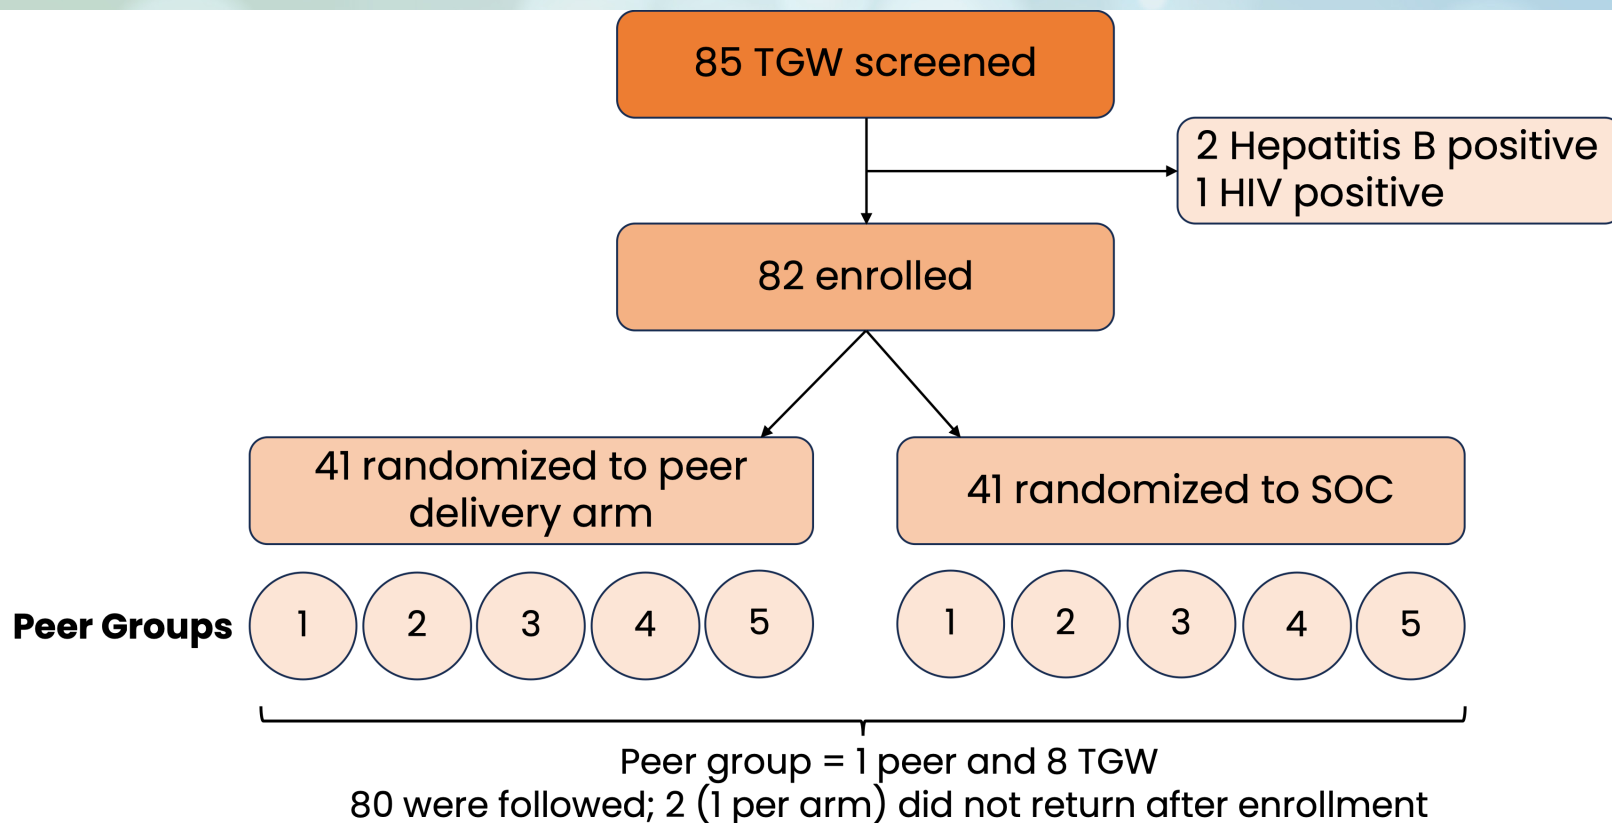 85 TGW screened
2 Hepatitis B positive
1 HIV positive
82 enrolled
41 randomized to peer
delivery arm
41 randomized to SOC
Peer Groups 1 2 3 4 5 1 2 3 4 5
Peer group = 1 peer and 8 TGW
80 were followed; 2 (1 per arm) did not return after enrollment